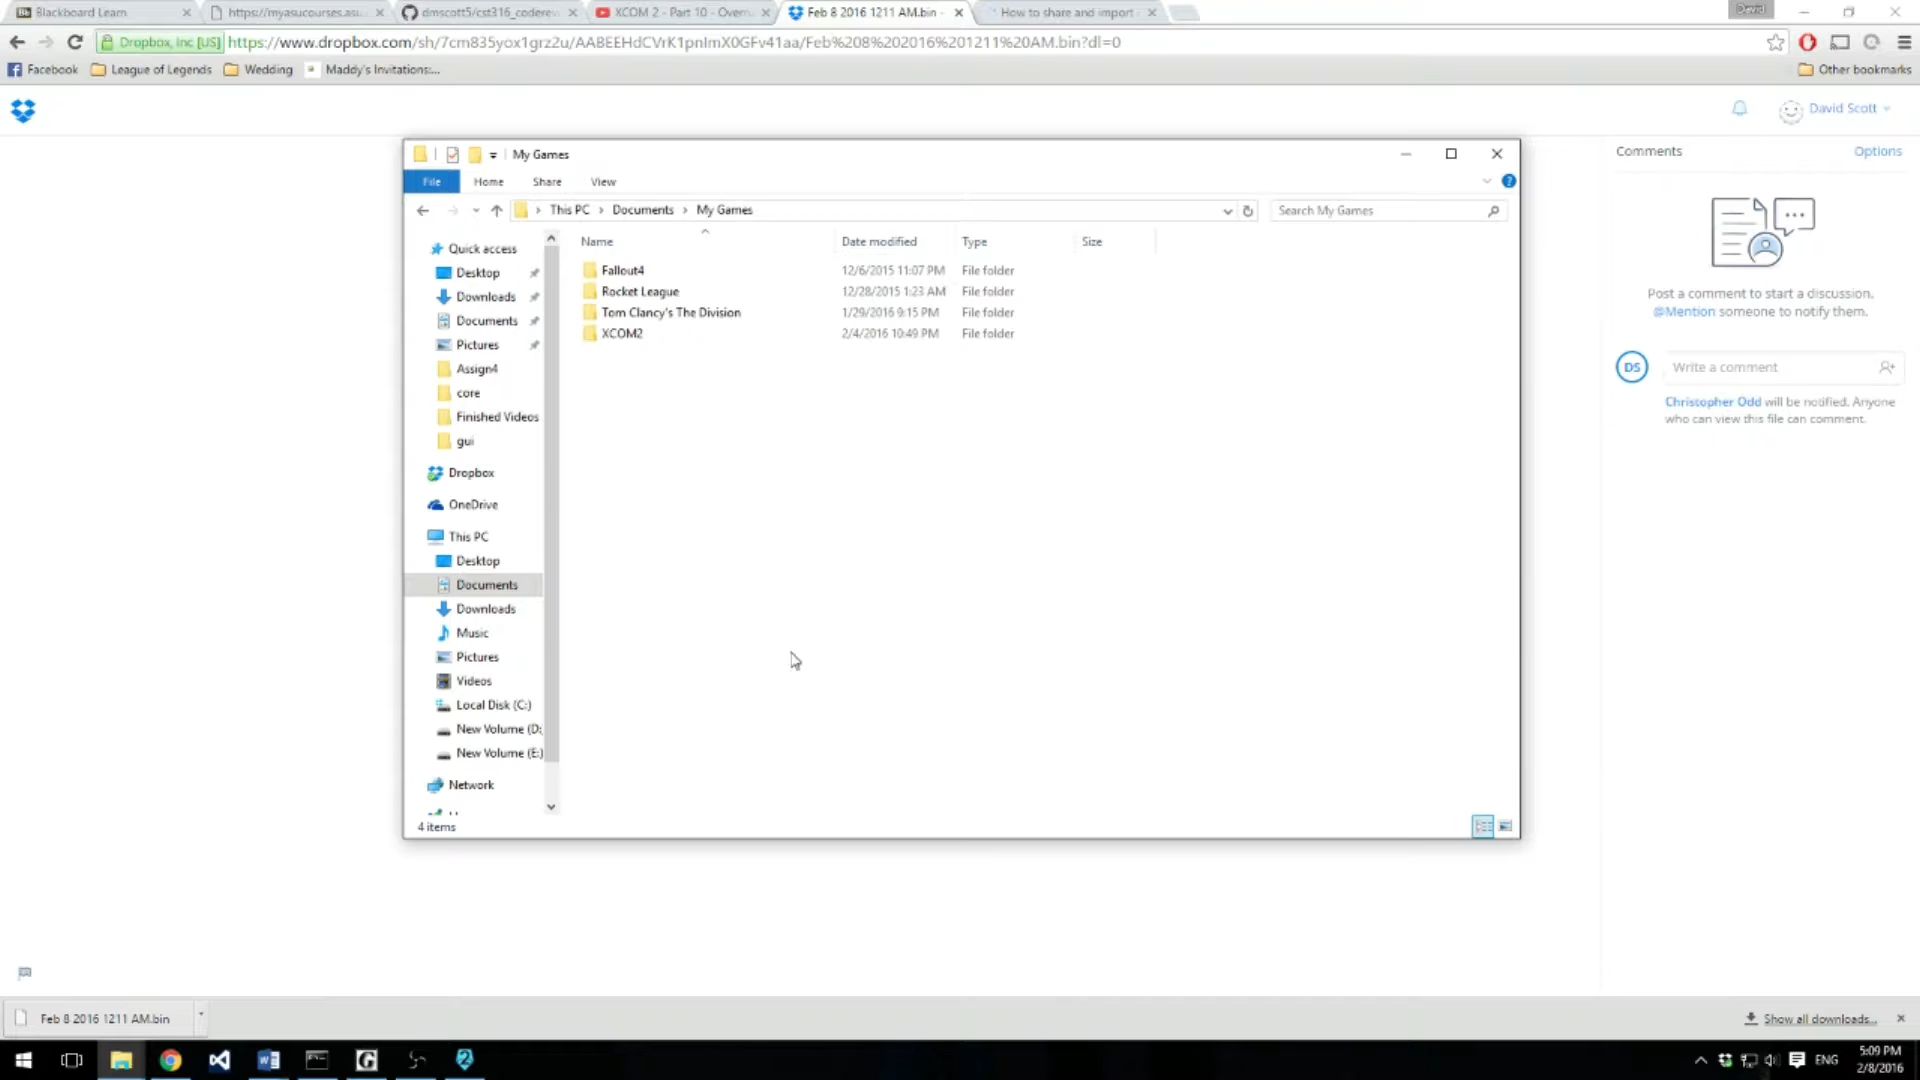 Blackboard Learn
https://myasucourses.asu.
dmscott5/cst316_codere
XCOM 2 - Part 10 - Overw
Feb 8 2016 1211 AM.bin -
How to share and import
David
Dropbox, Inc [US]
https://www.dropbox.com/sh/7cm835yox1grz2u/AABEEHdCVrK1pnImX0GFv41aa/Feb%208%202016%201211%20AM.bin?dl=0
Facebook
League of Legends
Wedding
Maddy's Invitations:...
Other bookmarks
David Scott
My Games
File
Home
Share
View
This PC › Documents › My Games
Search My Games
Name
Date modified
Type
Size
Fallout4 12/6/2015 11:07 PM File folder
Rocket League 12/28/2015 1:23 AM File folder
Tom Clancy's The Division 1/29/2016 9:15 PM File folder
XCOM2 2/4/2016 10:49 PM File folder
Quick access
Desktop
Downloads
Documents
Pictures
Assign4
core
Finished Videos
gui
Dropbox
OneDrive
This PC
Desktop
Documents
Downloads
Music
Pictures
Videos
Local Disk (C:)
New Volume (D:
New Volume (E:)
Network
4 items
Comments
Options
Post a comment to start a discussion.
@Mention someone to notify them.
DS
Write a comment
Christopher Odd will be notified. Anyone
who can view this file can comment.
Feb 8 2016 1211 AM.bin
Show all downloads...
ENG
5:09 PM
2/8/2016